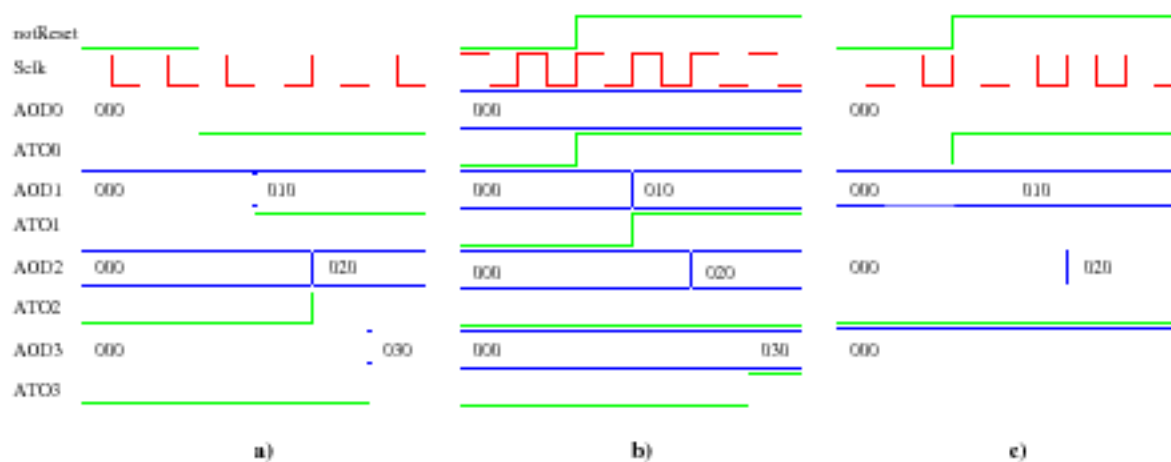 notReset
Sclk
AOD0 000 000 000
ATO0
AOD1 000 010 000 010 000 010
ATO1
AOD2 000 020 000 020 000 020
ATO2
AOD3 000 030 000 030 000
ATO3
a) b) c)